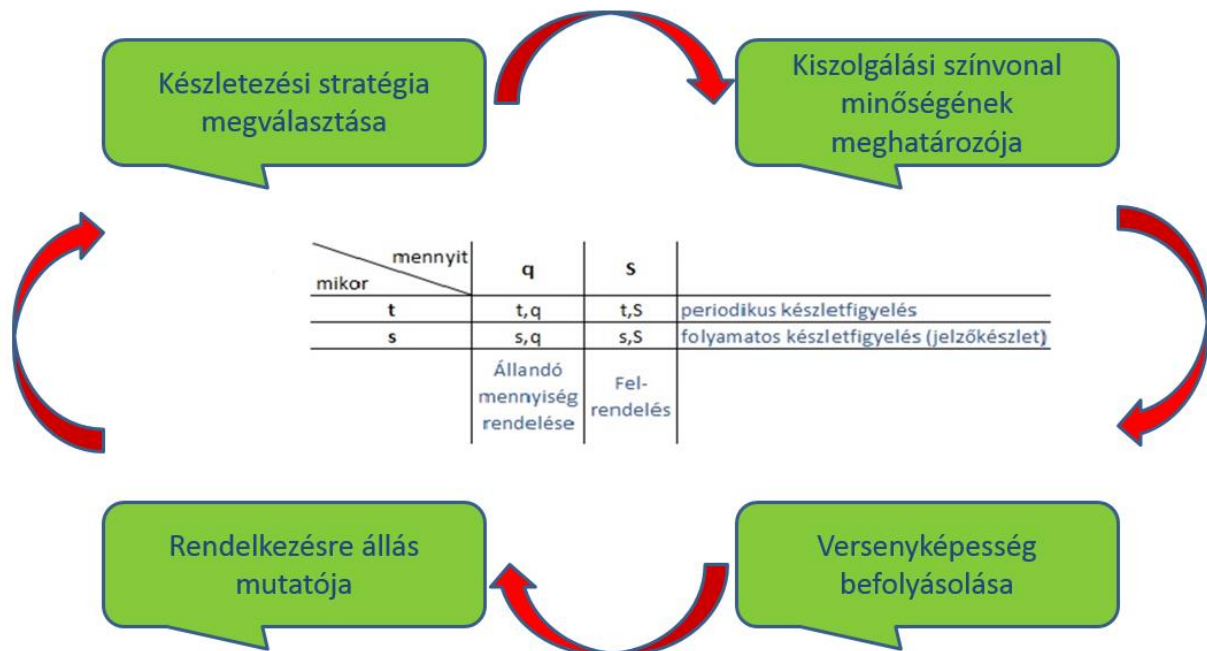 Készletezési stratégia
megválasztása
Kiszolgálási színvonal
minőségének
meghatározója
mennyit
mikor
q
S
t
t,q
t,S
periodikus készletfigyelés
s
s,q
s,S
folyamatos készletfigyelés (jelzőkészlet)
Állandó
mennyiség
rendelése
Fel-
rendelés
Rendelkezésre állás
mutatója
Versenyképesség
befolyásolása